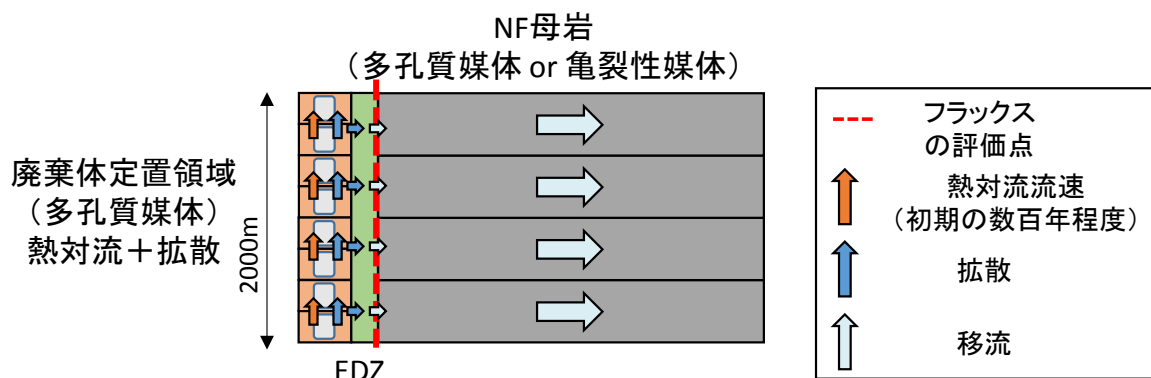 NF母岩
（多孔質媒体 or 亀裂性媒体）
廃棄体定置領域
（多孔質媒体）
熱対流＋拡散
2000m
EDZ
フラックス
の評価点
熱対流流速
（初期の数百年程度）
拡散
移流